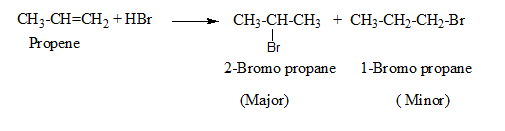 CH3-CH=CH2 + HBr CH3-CH-CH3 + CH3-CH2-CH2-Br
Propene
Br
2-Bromo propane 1-Bromo propane
(Major) ( Minor)